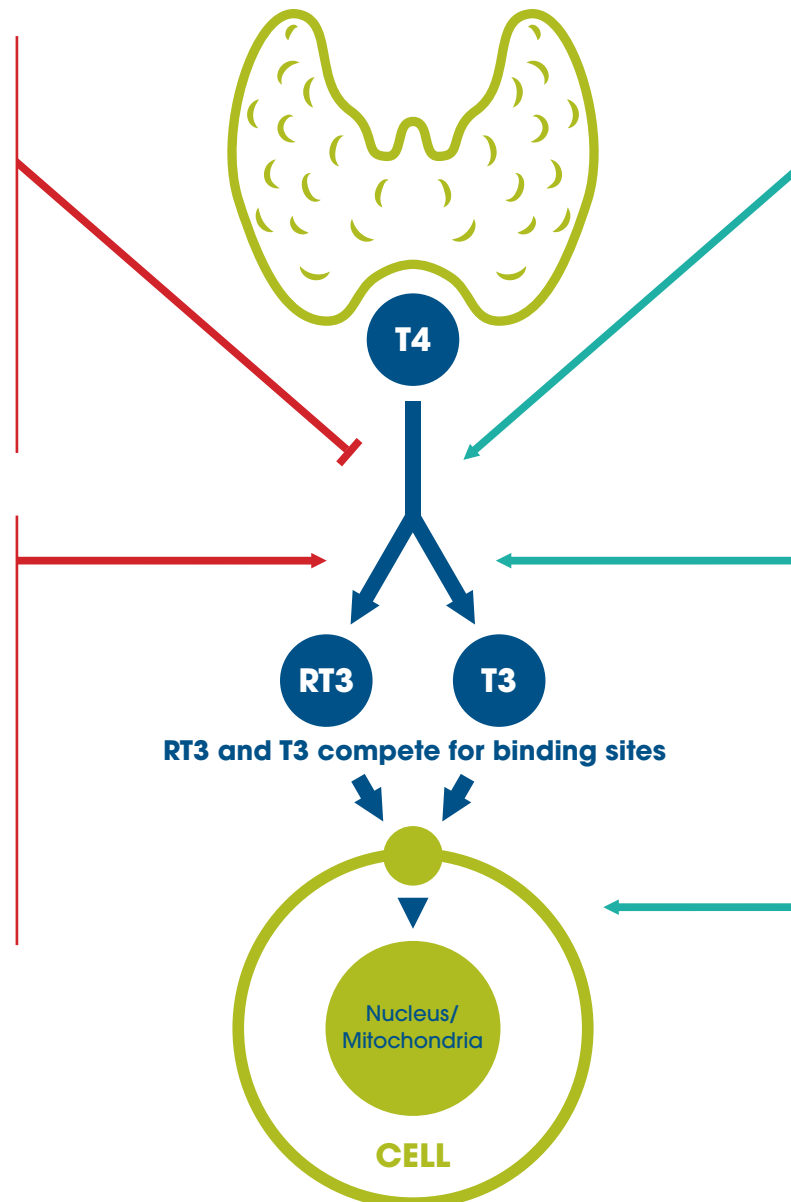 T4
RT3
T3
RT3 and T3 compete for binding sites
Nucleus/
Mitochondria
CELL